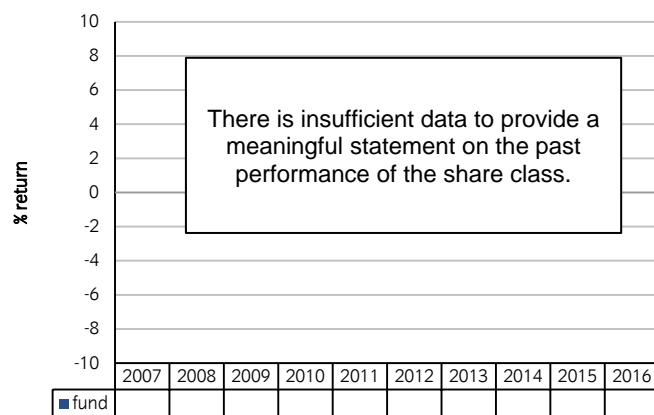 10
8
6
4
2
0
-2
-4
-6
-8
-10
% return
There is insufficient data to provide a
meaningful statement on the past
performance of the share class.
2007 2008 2009 2010 2011 2012 2013 2014 2015 2016
fund